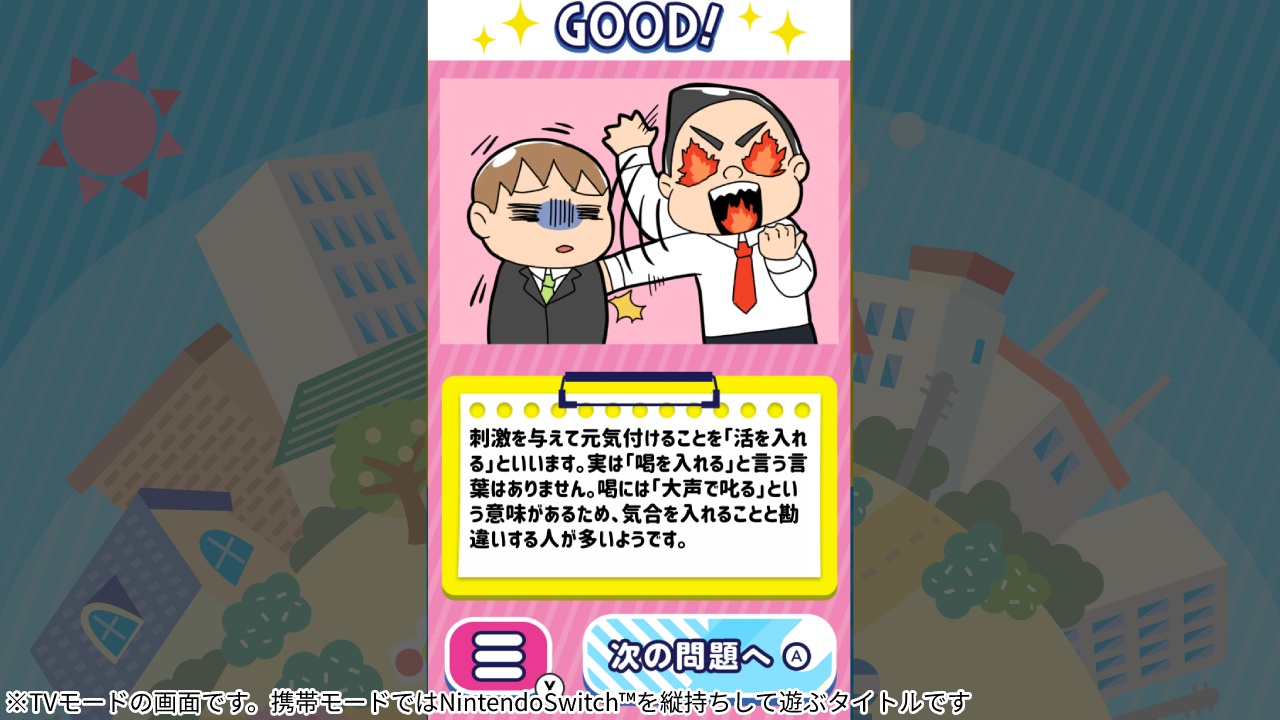 GOOD!
刺激を与えて元気付けることを「活を入れ
る」といいます。実は「喝を入れる」と言う言
葉はありません。喝には「大声で叱る」とい
う意味があるため、気合を入れることと勘
違いする人が多いようです。
次の問題へ A
Y
※TVモードの画面です。携帯モードではNintendoSwitch™を縦持ちして遊ぶタイトルです